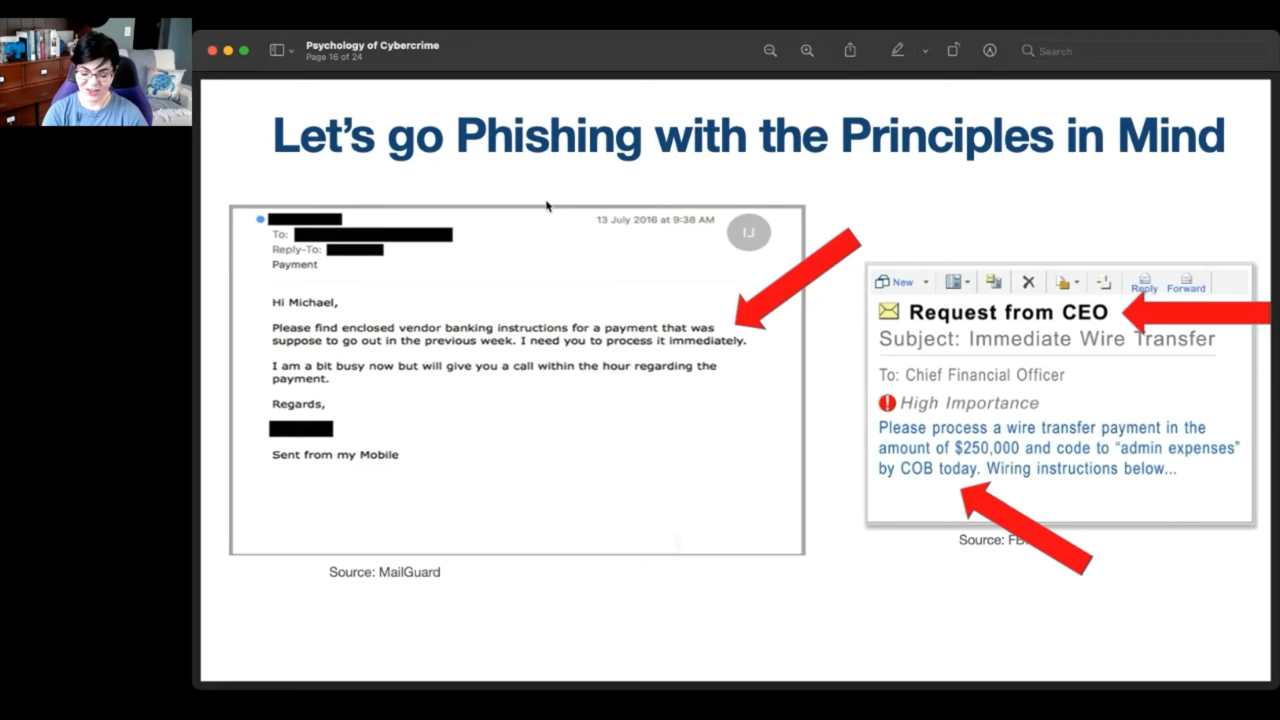 Psychology of Cybercrime
Page 16 of 24
Search
Let's go Phishing with the Principles in Mind
13 July 2016 at 9:38 AM
IJ
To:
Reply-To:
Payment
Hi Michael,
Please find enclosed vendor banking instructions for a payment that was
suppose to go out in the previous week. I need you to process it immediately.
I am a bit busy now but will give you a call within the hour regarding the
payment.
Regards,
Sent from my Mobile
Source: MailGuard
New
Reply
Forward
Request from CEO
Subject: Immediate Wire Transfer
To: Chief Financial Officer
High Importance
Please process a wire transfer payment in the
amount of $250,000 and code to “admin expenses”
by COB today. Wiring instructions below...
Source: